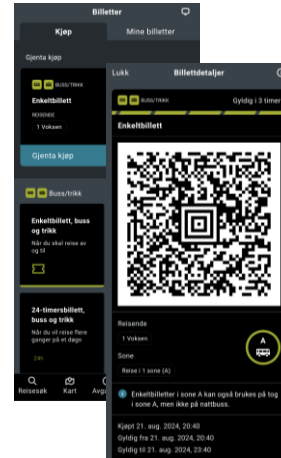 Billetter
Kjøp
Mine billetter
Gjenta kjøp
BUSS/TRIKK
Enkeltbillett
REISENDE
1 Voksen
Gjenta kjøp
Buss/trikk
Enkeltbillett, buss
og trikk
Når du skal reise av
og til
24-timersbillett,
buss og trikk
Når du vil reise flere
ganger på et døgn
24h
Reisesøk
Kart
Avga
Lukk
Billettdetaljer
BUSS/TRIKK
Gyldig i 3 timer
Enkeltbillett
Reisende
1 Voksen
Sone
Reise i 1 sone (A)
A
Enkeltbilletter i sone A kan også brukes på tog
i sone A, men ikke på nattbuss.
Kjøpt 21. aug. 2024, 20:40
Gyldig fra 21. aug. 2024, 20:40
Gyldig til 21. aug. 2024, 23:40